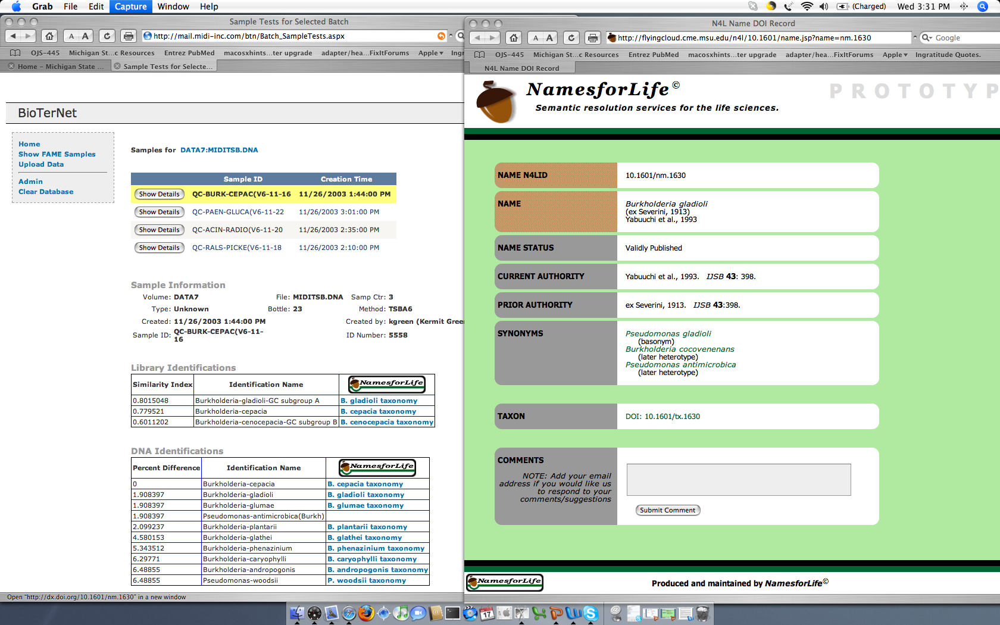 Grab File Edit Capture Window Help (Charged) Wed 3:31 PM
Sample Tests for Selected Batch
A A http://mail.midi-inc.com/btn/Batch_SampleTests.aspx
OJS-445 Michigan St...c Resources Entrez PubMed macosxhints...ter upgrade adapter/hea...FixItForums Apple▾ Ingr
Home – Michigan State ... Sample Tests for Selecte...
BioTerNet
Home
Show FAME Samples
Upload Data
Admin
Clear Database
Samples for DATA7:MIDITSB.DNA
Sample ID Creation Time
Show Details QC-BURK-CEPAC(V6-11-16 11/26/2003 1:44:00 PM
Show Details QC-PAEN-GLUCA(V6-11-22 11/26/2003 3:01:00 PM
Show Details QC-ACIN-RADIO(V6-11-20 11/26/2003 2:35:00 PM
Show Details QC-RALS-PICKE(V6-11-18 11/26/2003 2:10:00 PM
Sample Information
Volume: DATA7 File: MIDITSB.DNA Samp Ctr: 3
Type: Unknown Bottle: 23 Method: TSBA6
Created: 11/26/2003 1:44:00 PM Created by: kgreen (Kermit Gree
Sample ID: QC-BURK-CEPAC(V6-11-
16 ID Number: 5558
Library Identifications
Similarity Index Identification Name NamesforLife
0.8015048 Burkholderia-gladioli-GC subgroup A B. gladioli taxonomy
0.779521 Burkholderia-cepacia B. cepacia taxonomy
0.6011202 Burkholderia-cenocepacia-GC subgroup B B. cenocepacia taxonomy
DNA Identifications
Percent Difference Identification Name NamesforLife
0 Burkholderia-cepacia B. cepacia taxonomy
1.908397 Burkholderia-gladioli B. gladioli taxonomy
1.908397 Burkholderia-glumae B. glumae taxonomy
1.908397 Pseudomonas-antimicrobica(Burkh)
2.099237 Burkholderia-plantarii B. plantarii taxonomy
4.580153 Burkholderia-glathei B. glathei taxonomy
5.343512 Burkholderia-phenazinium B. phenazinium taxonomy
6.29771 Burkholderia-caryophylli B. caryophylli taxonomy
6.48855 Burkholderia-andropogonis B. andropogonis taxonomy
6.48855 Pseudomonas-woodsii P. woodsii taxonomy
Open "http://dx.doi.org/10.1601/nm.1630" in a new window
N4L Name DOI Record
A A http://flyingcloud.cme.msu.edu/n4l/10.1601/name.jsp?name=nm.1630 Google
OJS-445 Michigan St...c Resources Entrez PubMed macosxhints...ter upgrade adapter/hea...FixItForums Apple▾ Ingratitude Quotes.
N4L Name DOI Record
NamesforLife©
Semantic resolution services for the life sciences.
PROTOTYP
NAME N4LID 10.1601/nm.1630
NAME Burkholderia gladioli
(ex Severini, 1913)
Yabuuchi et al., 1993
NAME STATUS Validly Published
CURRENT AUTHORITY Yabuuchi et al., 1993. IJSB 43: 398.
PRIOR AUTHORITY ex Severini, 1913. IJSB 43:398.
SYNONYMS Pseudomonas gladioli
(basonym)
Burkholderia cocovenenans
(later heterotype)
Pseudomonas antimicrobica
(later heterotype)
TAXON DOI: 10.1601/tx.1630
COMMENTS
NOTE: Add your email
address if you would like us
to respond to your
comments/suggestions
Submit Comment
NamesforLife Produced and maintained by NamesforLife©
17